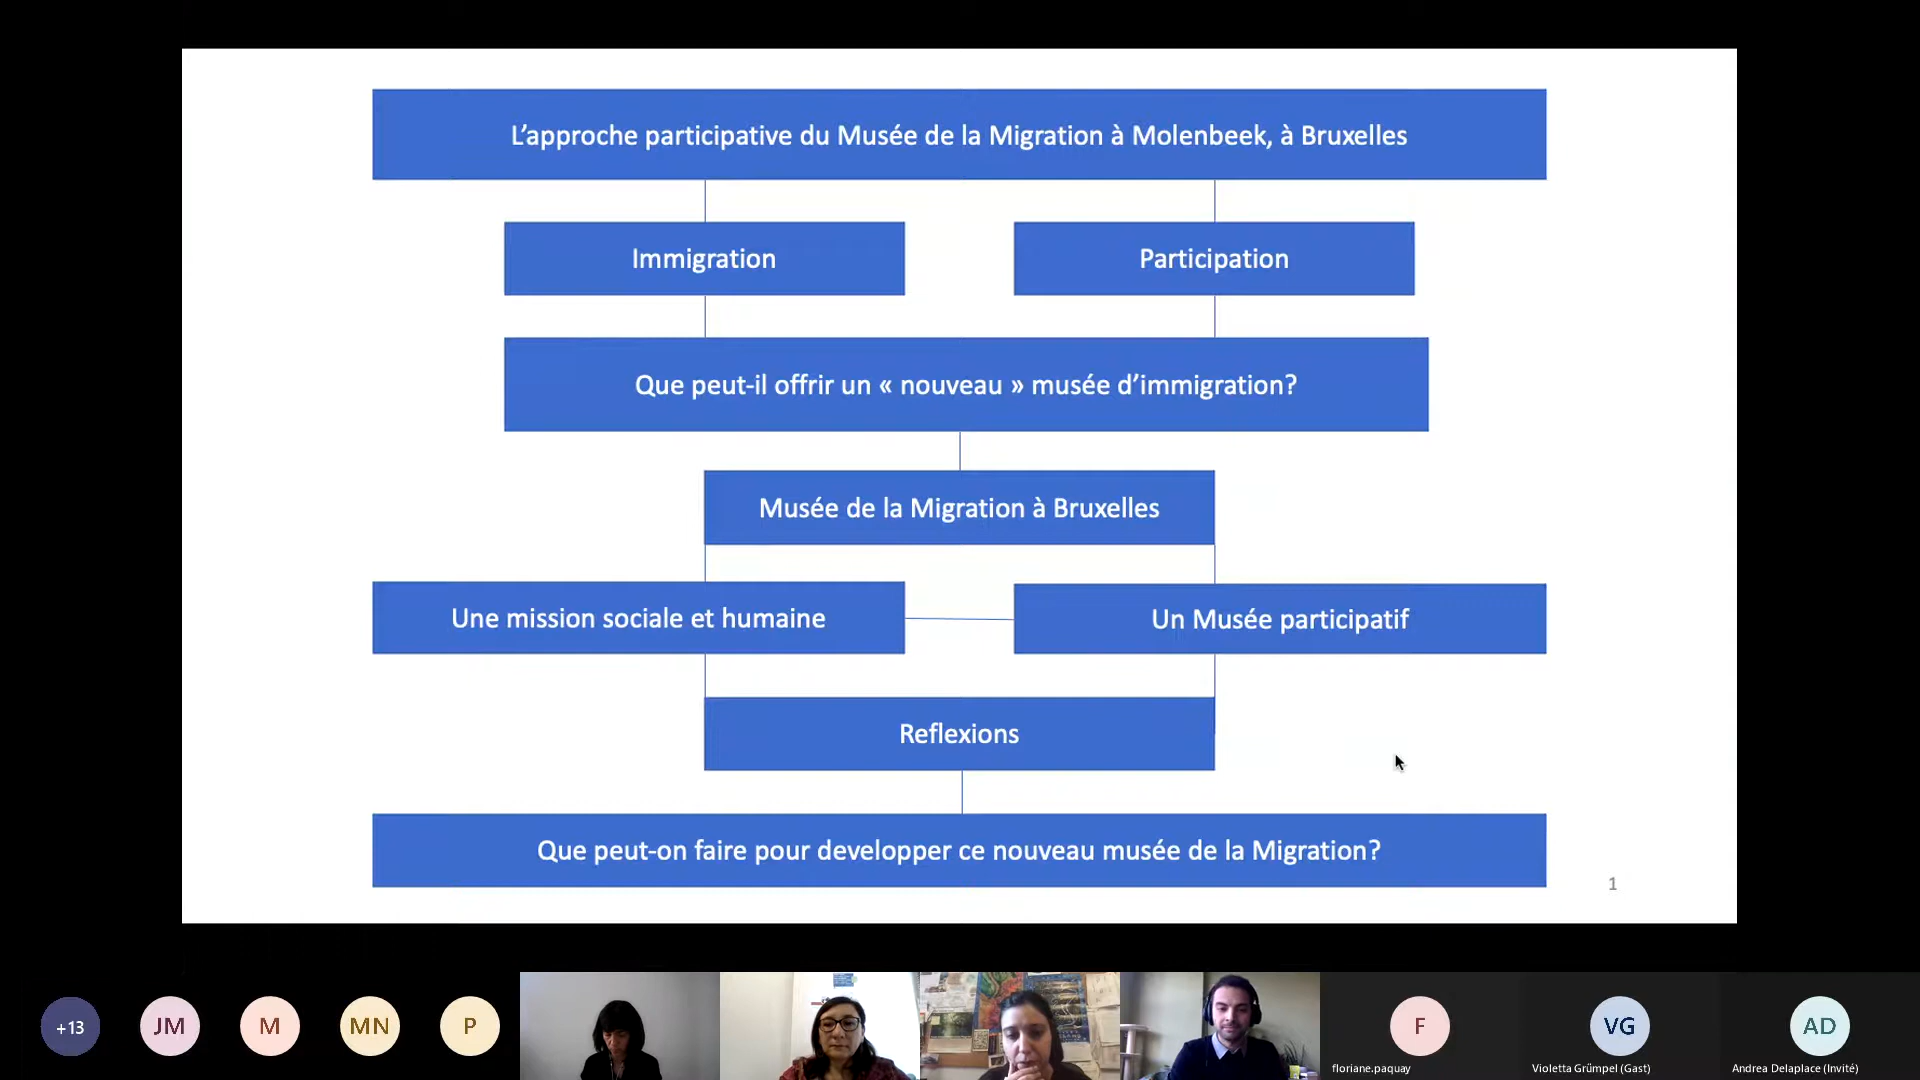 L’approche participative du Musée de la Migration à Molenbeek, à Bruxelles
Immigration
Participation
Que peut-il offrir un « nouveau » musée d’immigration?
Musée de la Migration à Bruxelles
Une mission sociale et humaine
Un Musée participatif
Reflexions
Que peut-on faire pour developper ce nouveau musée de la Migration?
1
+13
JM
M
MN
P
F
VG
AD
floriane.paquay
Violetta Grümpel (Gast)
Andrea Delaplace (Invité)